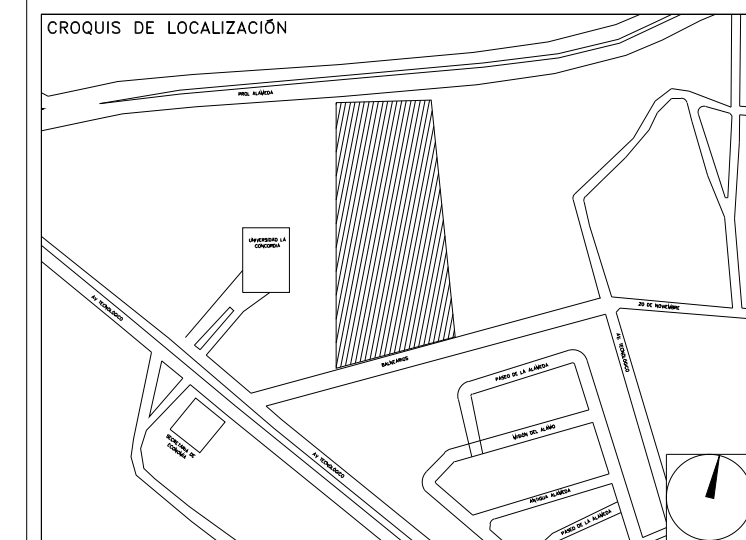 CROQUIS DE LOCALIZACIÓN
PROL ALAMEDA
UNIVERSIDAD LA
CONCORDIA
AV TECNOLOGICO
20 DE NOVIEMBRE
BALNEARIOS
AV. TECNOLOGICO
PASEO DE LA ALAMEDA
MISION DEL ALAMO
SECRETARIA DE
ECONOMIA
AV TECNOLOGICO
ANTIGUA ALAMEDA
PASEO DE LA ALAMEDA